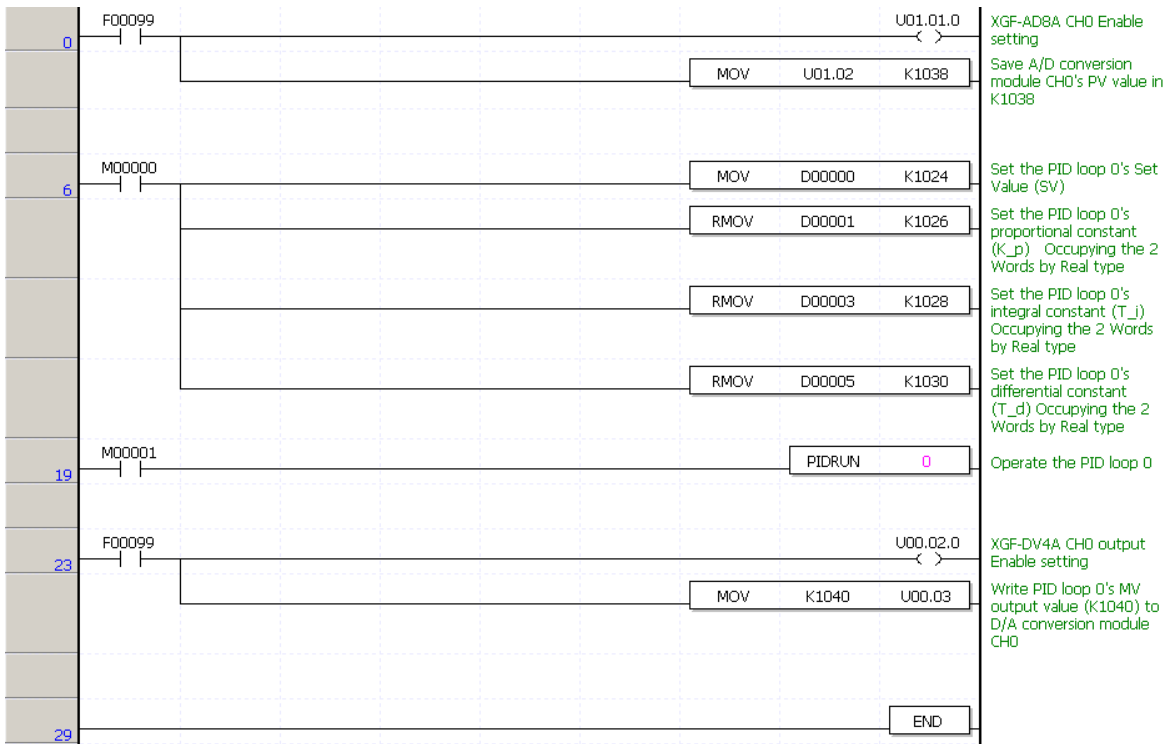 F00099 U01.01.0 XGF-AD8A CH0 Enable
0 setting
MOV U01.02 K1038 Save A/D conversion
module CH0's PV value in
K1038
M00000
6 MOV D00000 K1024 Set the PID loop 0's Set
Value (SV)
RMOV D00001 K1026 Set the PID loop 0's
proportional constant
(K_p) Occupying the 2
Words by Real type
RMOV D00003 K1028 Set the PID loop 0's
integral constant (T_i)
Occupying the 2 Words
by Real type
RMOV D00005 K1030 Set the PID loop 0's
differential constant
(T_d) Occupying the 2
Words by Real type
M00001
19 PIDRUN 0 Operate the PID loop 0
F00099 U00.02.0 XGF-DV4A CH0 output
23 Enable setting
MOV K1040 U00.03 Write PID loop 0's MV
output value (K1040) to
D/A conversion module
CH0
29 END